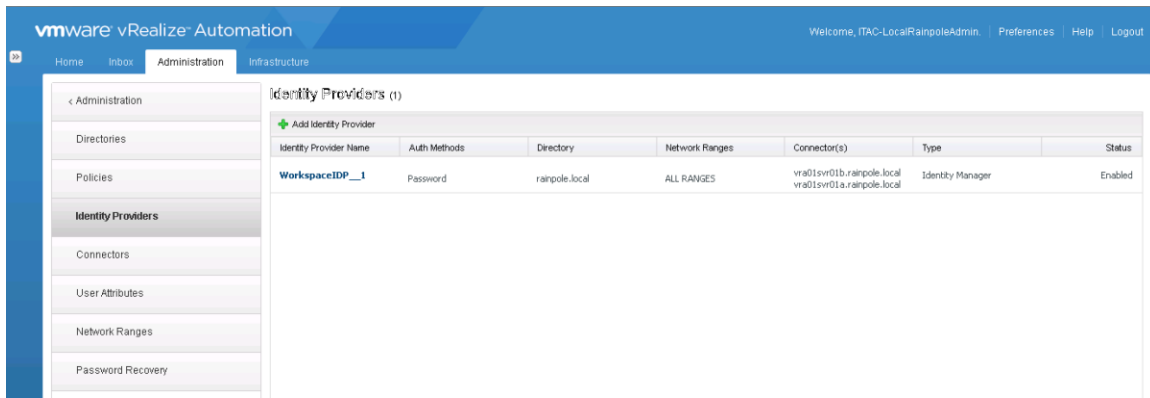 vmware vRealize Automation
Welcome, ITAC-LocalRainpoleAdmin. Preferences Help Logout
Home Inbox Administration Infrastructure
< Administration
Directories
Policies
Identity Providers
Connectors
User Attributes
Network Ranges
Password Recovery
Identity Providers (1)
Add Identity Provider
Identity Provider Name Auth Methods Directory Network Ranges Connector(s) Type Status
WorkspaceIDP__1 Password rainpole.local ALL RANGES vra01svr01b.rainpole.local Identity Manager Enabled
vra01svr01a.rainpole.local